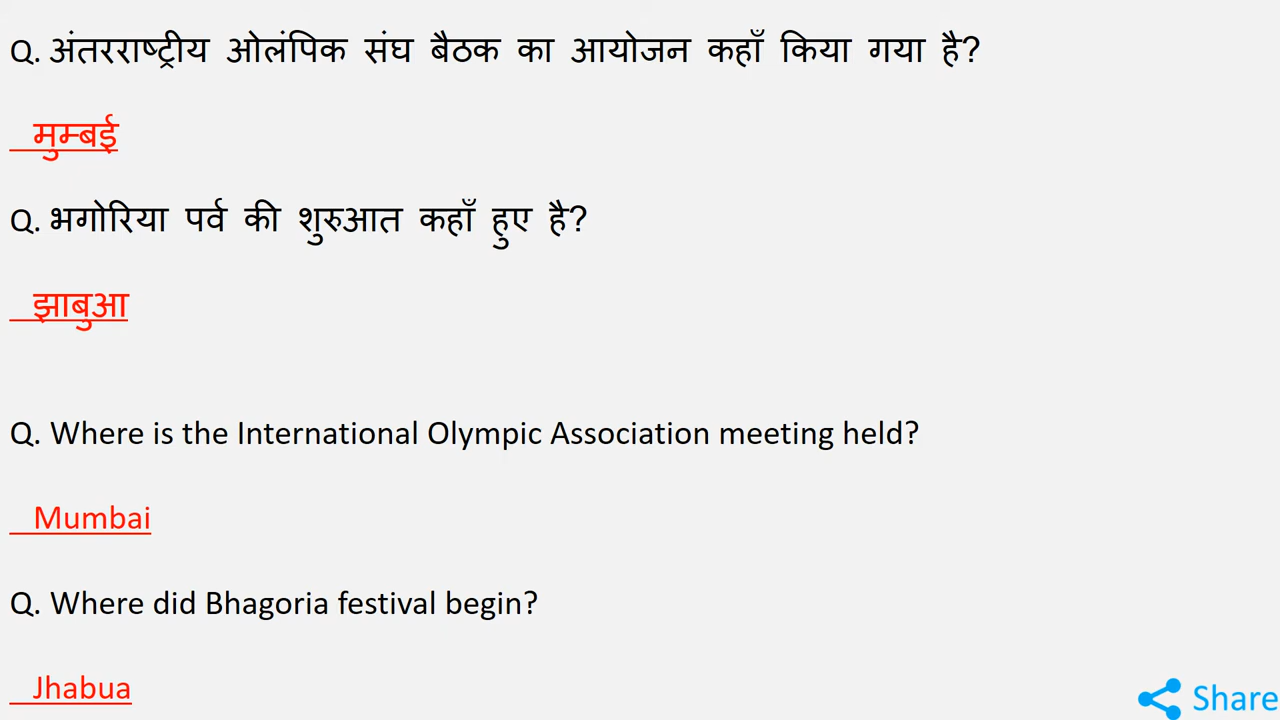 Q. अंतरराष्ट्रीय ओलंपिक संघ बैठक का आयोजन कहाँ किया गया है?
मुम्बई
Q. भगोरिया पर्व की शुरुआत कहाँ हुए है?
झाबुआ
Q. Where is the International Olympic Association meeting held?
Mumbai
Q. Where did Bhagoria festival begin?
Jhabua
Share